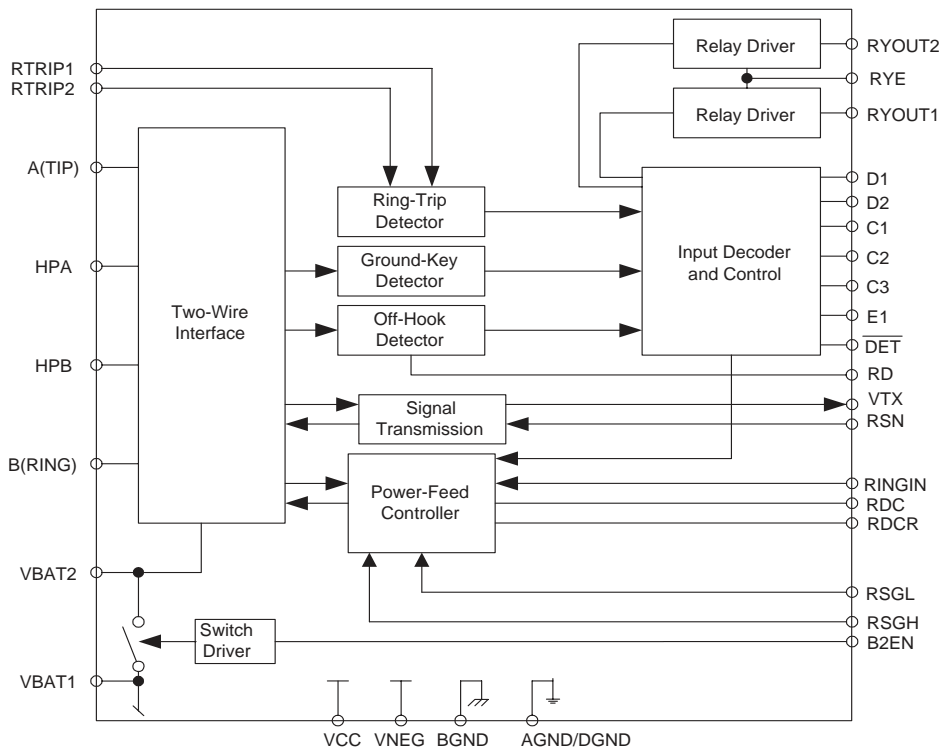 RTRIP1
RTRIP2
A(TIP)
HPA
HPB
B(RING)
VBAT2
VBAT1
Two-Wire
Interface
Switch
Driver
Ring-Trip
Detector
Ground-Key
Detector
Off-Hook
Detector
Signal
Transmission
Power-Feed
Controller
Relay Driver
Relay Driver
Input Decoder
and Control
RYOUT2
RYE
RYOUT1
D1
D2
C1
C2
C3
E1
DET
RD
VTX
RSN
RINGIN
RDC
RDCR
RSGL
RSGH
B2EN
VCC
VNEG
BGND
AGND/DGND